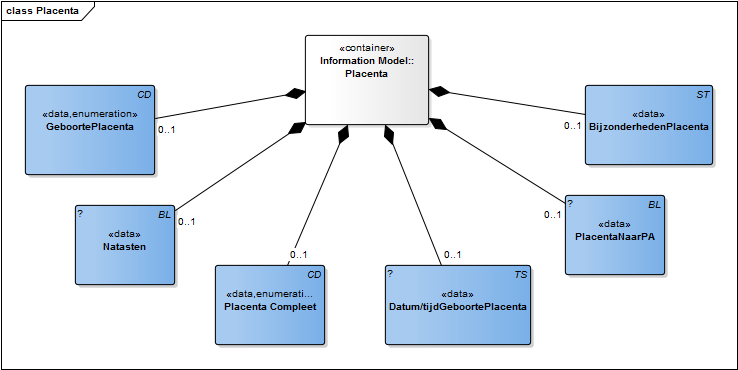 class Placenta
«container»
Information Model::
Placenta
CD
«data,enumeration»
GeboortePlacenta
0..1
ST
«data»
BijzonderhedenPlacenta
0..1
? BL
«data»
Natasten
0..1
? BL
«data»
PlacentaNaarPA
0..1
CD
«data,enumerati...
Placenta Compleet
0..1
? TS
«data»
Datum/tijdGeboortePlacenta
0..1